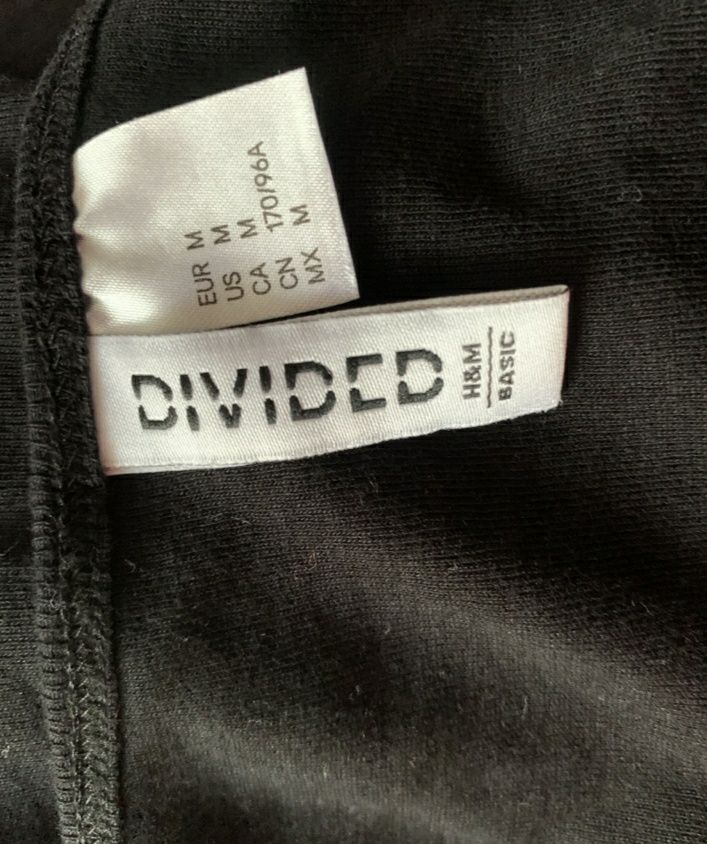 EUR M
US M
CA M
CN 170/96A
MX M
DIVIDED
H&M
BASIC